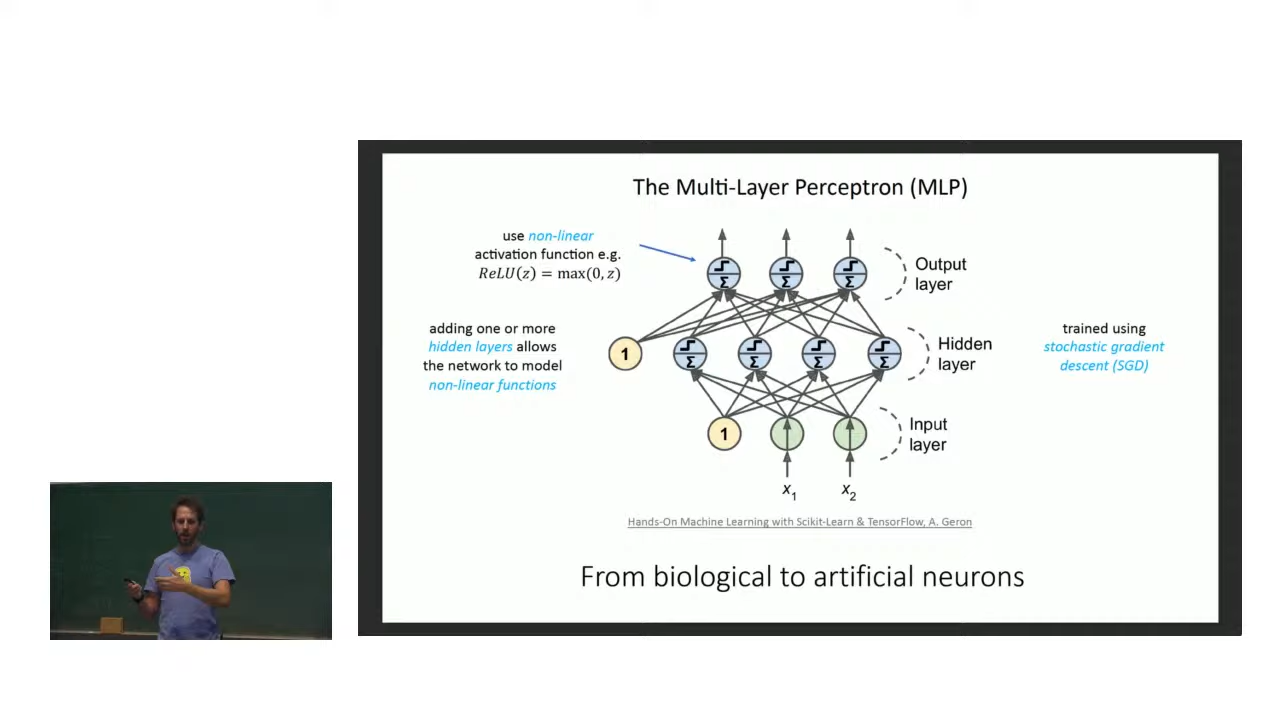 The Multi-Layer Perceptron (MLP)
use non-linear
activation function e.g.
ReLU(z) = max(0, z)
adding one or more
hidden layers allows
the network to model
non-linear functions
Σ Σ Σ
Output
layer
1 Σ Σ Σ Σ
Hidden
layer
trained using
stochastic gradient
descent (SGD)
1
Input
layer
x1 x2
Hands-On Machine Learning with Scikit-Learn & TensorFlow, A. Geron
From biological to artificial neurons